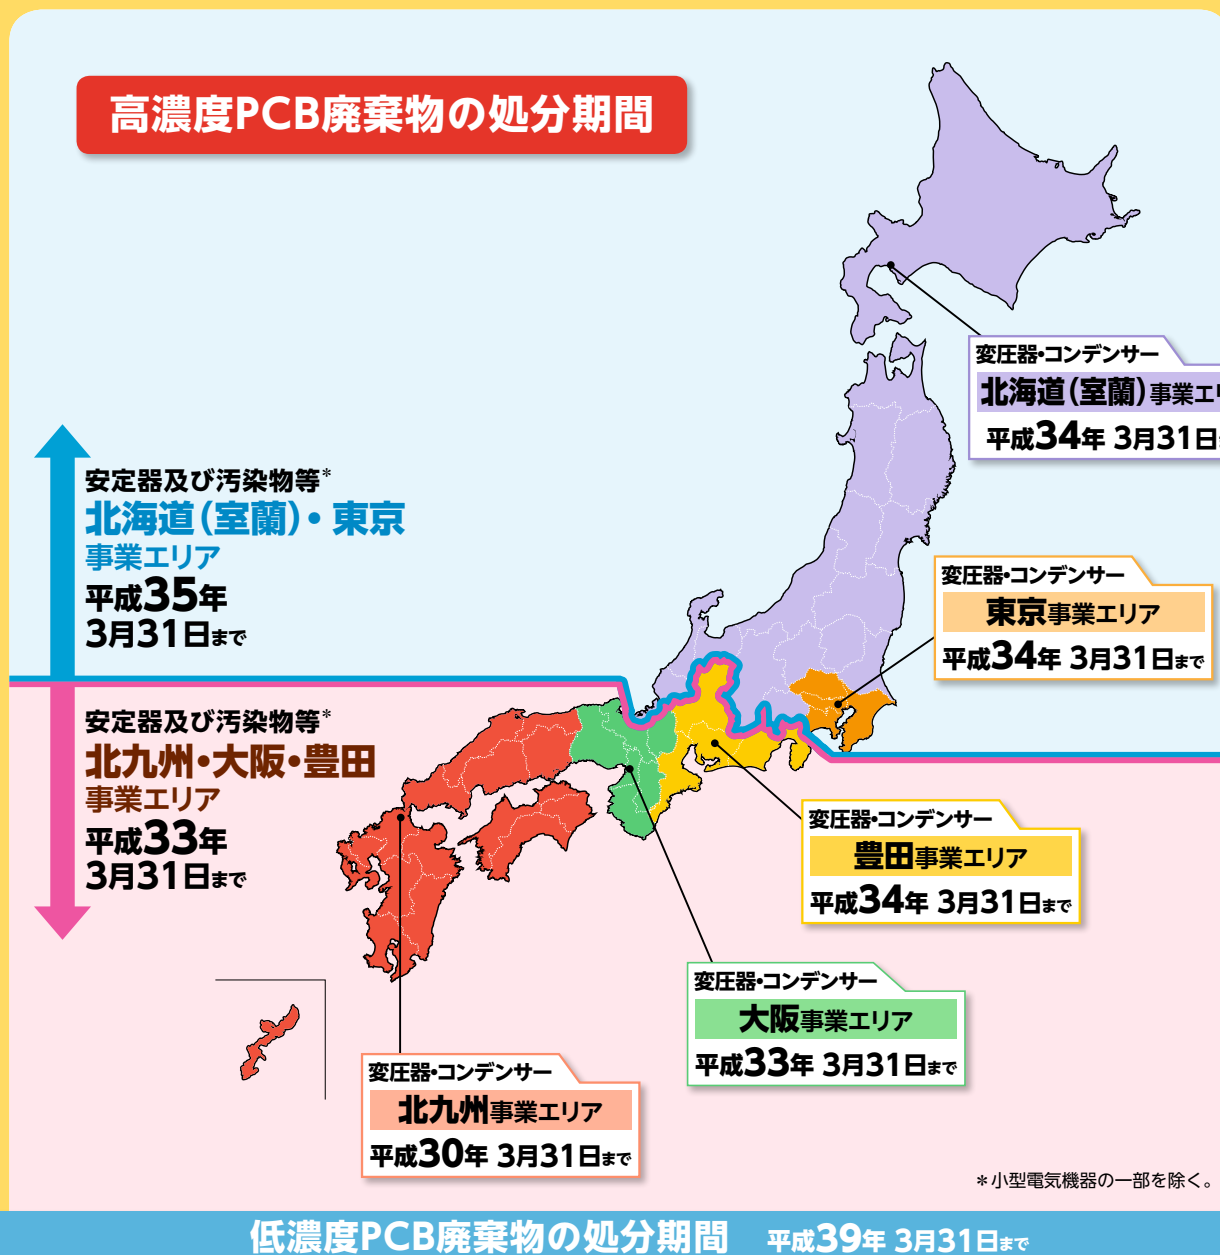 高濃度PCB廃棄物の処分期間
変圧器・コンデンサー
北海道（室蘭）事業エリ
平成34年 3月31日
安定器及び汚染物等*
北海道（室蘭）・東京
事業エリア
平成35年
3月31日まで
変圧器・コンデンサー
東京事業エリア
平成34年 3月31日まで
安定器及び汚染物等*
北九州・大阪・豊田
事業エリア
平成33年
3月31日まで
変圧器・コンデンサー
豊田事業エリア
平成34年 3月31日まで
変圧器・コンデンサー
大阪事業エリア
平成33年 3月31日まで
変圧器・コンデンサー
北九州事業エリア
平成30年 3月31日まで
＊小型電気機器の一部を除く。
低濃度PCB廃棄物の処分期間 平成39年 3月31日まで